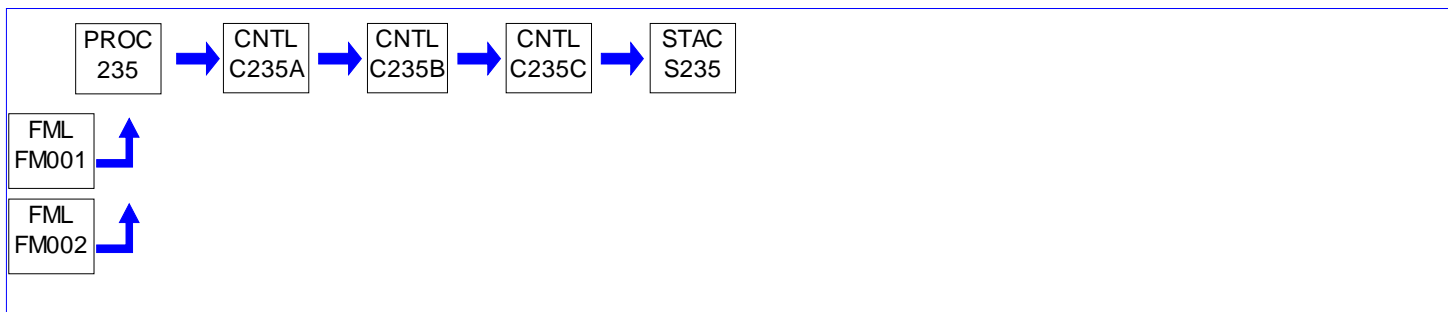 PROC
235
CNTL
C235A
CNTL
C235B
CNTL
C235C
STAC
S235
FML
FM001
FML
FM002